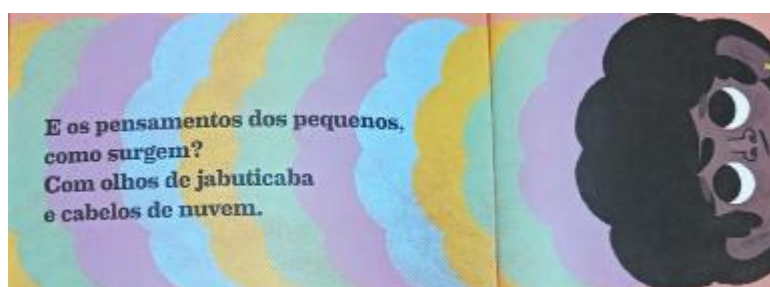 E os pensamentos dos pequenos,
como surgem?
Com olhos de jabuticaba
e cabelos de nuvem.